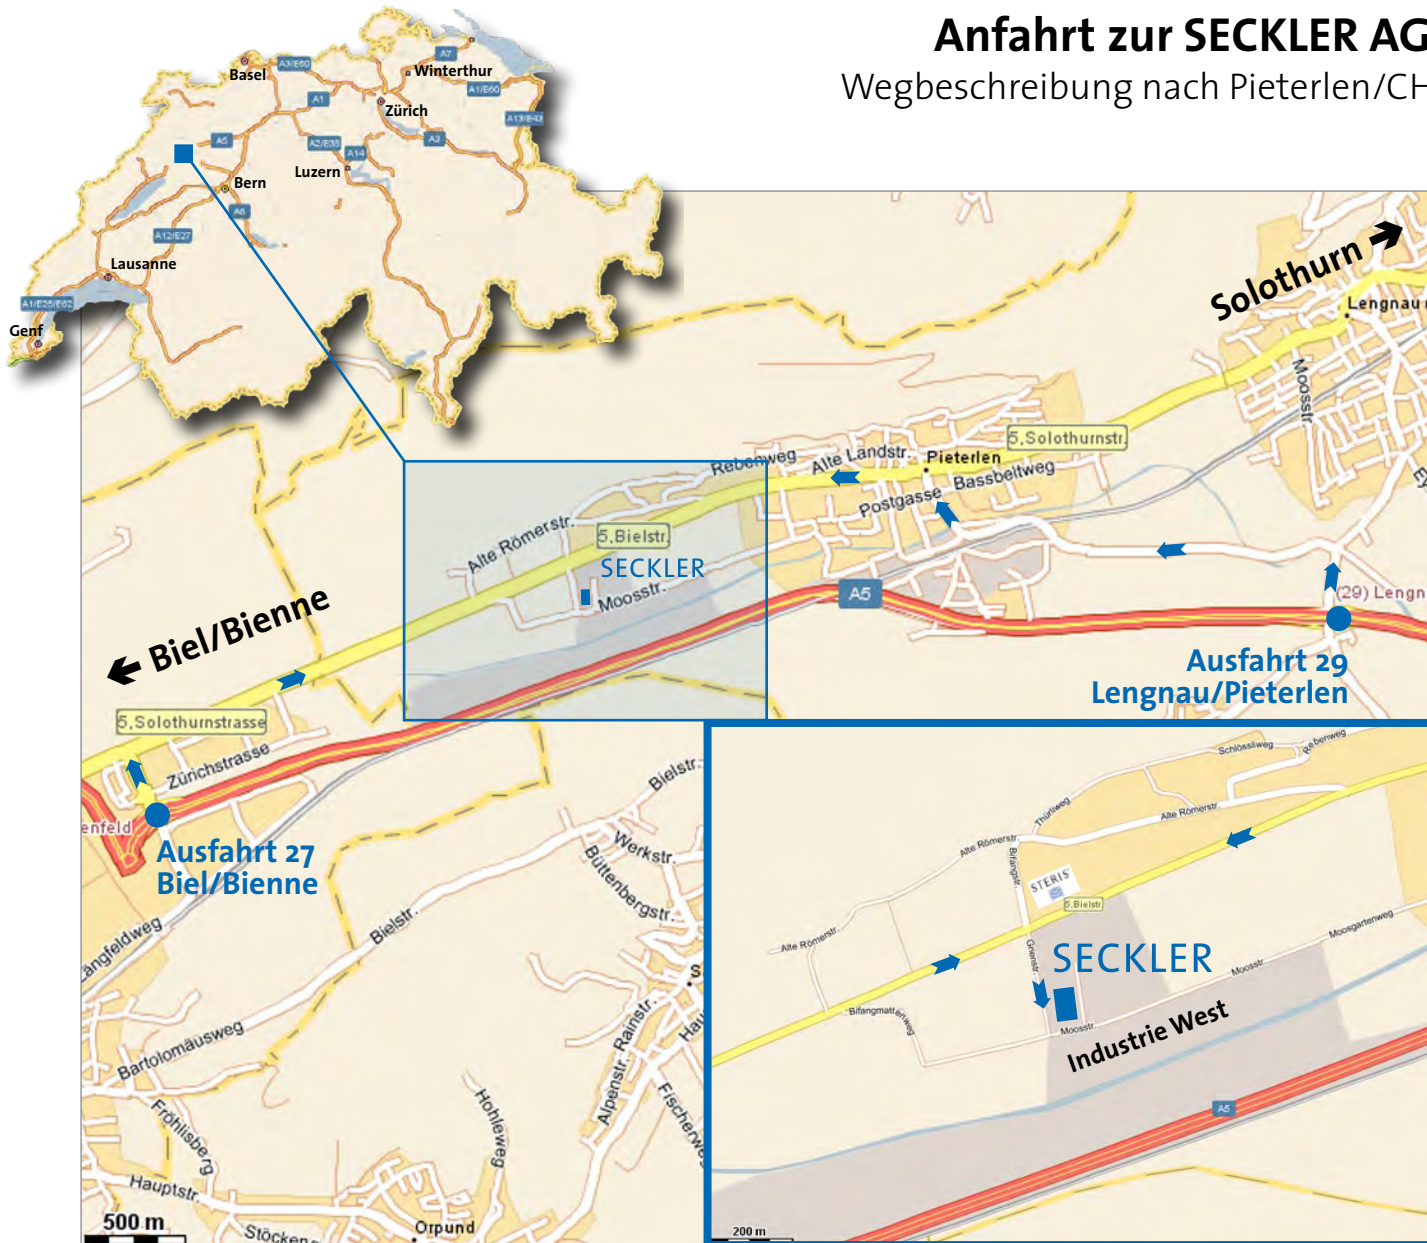 Anfahrt zur SECKLER AG
Wegbeschreibung nach Pieterlen/CH
Basel
A3/E60
A7
Winterthur
A1/E60
A1
Zürich
A13/E43
A5
A2/E35
A14
A3
Luzern
Bern
A6
A12/E27
Lausanne
A1/E25/E62
Genf
Solothurn
Lengnau
Moosstr
5,Solothurnstr.
Rebenweg
Alte Landstr.
Pieterlen
Bassbeltweg
Postgasse
Alte Römerstr.
5,Bielstr.
SECKLER
Moosstr.
A5
(29) Lengn
Biel/Bienne
Ausfahrt 29
Lengnau/Pieterlen
5,Solothurnstrasse
Zürichstrasse
enfeld
Ausfahrt 27
Biel/Bienne
Bielstr.
Werkstr.
Büttenbergstr.
Bielstr.
Längfeldweg
Bartolomäusweg
Fröhlisberg
Hauptstr.
Alpenstr.
Rainstr.
Hau
Fischerweg
Hohleweg
Orpund
500 m
Schlössliweg
Rebenweg
Thürliweg
Alte Römerstr.
Alte Römerstr.
Bifangstr.
STERIS
5,Bielstr.
Alte Römerstr.
Grienstr.
SECKLER
Moosgartenweg
Moosstr.
Bifangmattenweg
Moosstr.
Industrie West
A5
200 m